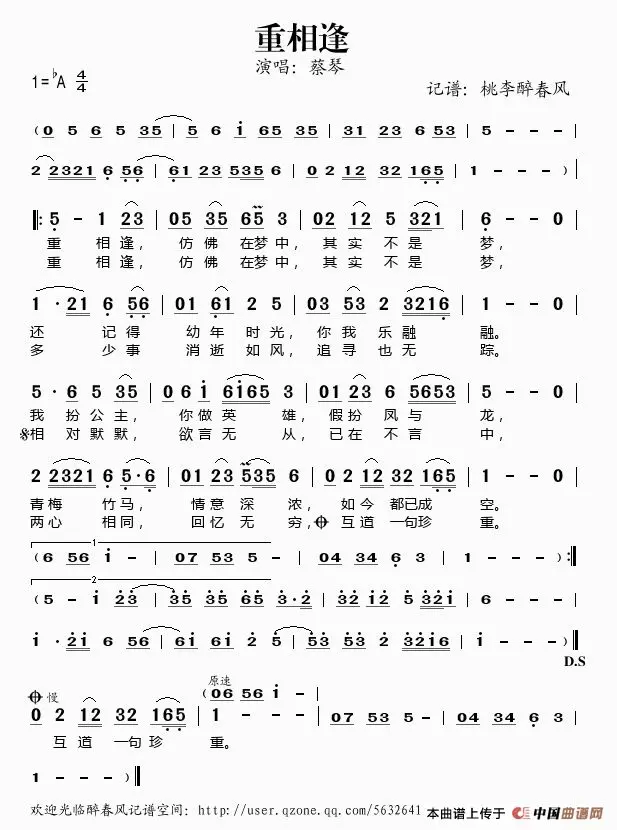 重相逢
演唱：蔡琴
1=♭A 4/4
记谱：桃李醉春风
(0 5 6 5 35 | 5 6 i 65 35 | 31 23 6 53 | 5 - - -
2 2321 6 56 | 61 23 535 6 | 0 2 12 32 165 | 1 - - -)
‖: 5 - 1 23 | 05 35 65 3 | 02 12 5 321 | 6 - - 0
重 相逢， 仿佛 在梦中， 其实 不是 梦，
重 相逢， 仿佛 在梦中， 其实 不是 梦，
1 · 21 6 56 | 01 61 2 5 | 03 53 2 3216 | 1 - - 0
还 记得 幼年 时光， 你我 乐融 融。
多 少事 消逝 如风， 追寻 也无 踪。
5 · 6 5 35 | 0 6 i 6165 3 | 01 23 6 5653 | 5 - - 0
我 扮公主， 你做英 雄， 假扮 凤与 龙，
𝄋相 对默默， 欲言无 从， 已在 不言 中，
2 2321 6 5·6 | 01 23 535 6 | 0 2 12 32 165 | 1 - - 0
青梅 竹马， 情意 深 浓， 如今 都已成 空。
两心 相同， 回忆 无 穷，𝄌 互道 一句珍 重。
1
(6 56 i - | 07 53 5 - | 04 34 6 3 | 1 - - 0) :‖
2
(5 - i 23 | 35 35 65 3·2 | 32 12 5 321 | 6 - - 0
i · 2i 6 56 | 61 61 2 5 | 53 53 2 3216 | i - - -)‖
D.S
𝄌慢
原速
(06 56 i - |
0 2 12 32 165 | 1 - - - | 07 53 5 - | 04 34 6 3 |
互道 一句珍 重。
1 - - -)‖
欢迎光临醉春风记谱空间：http://user.qzone.qq.com/5632641
本曲谱上传于 中国曲谱网